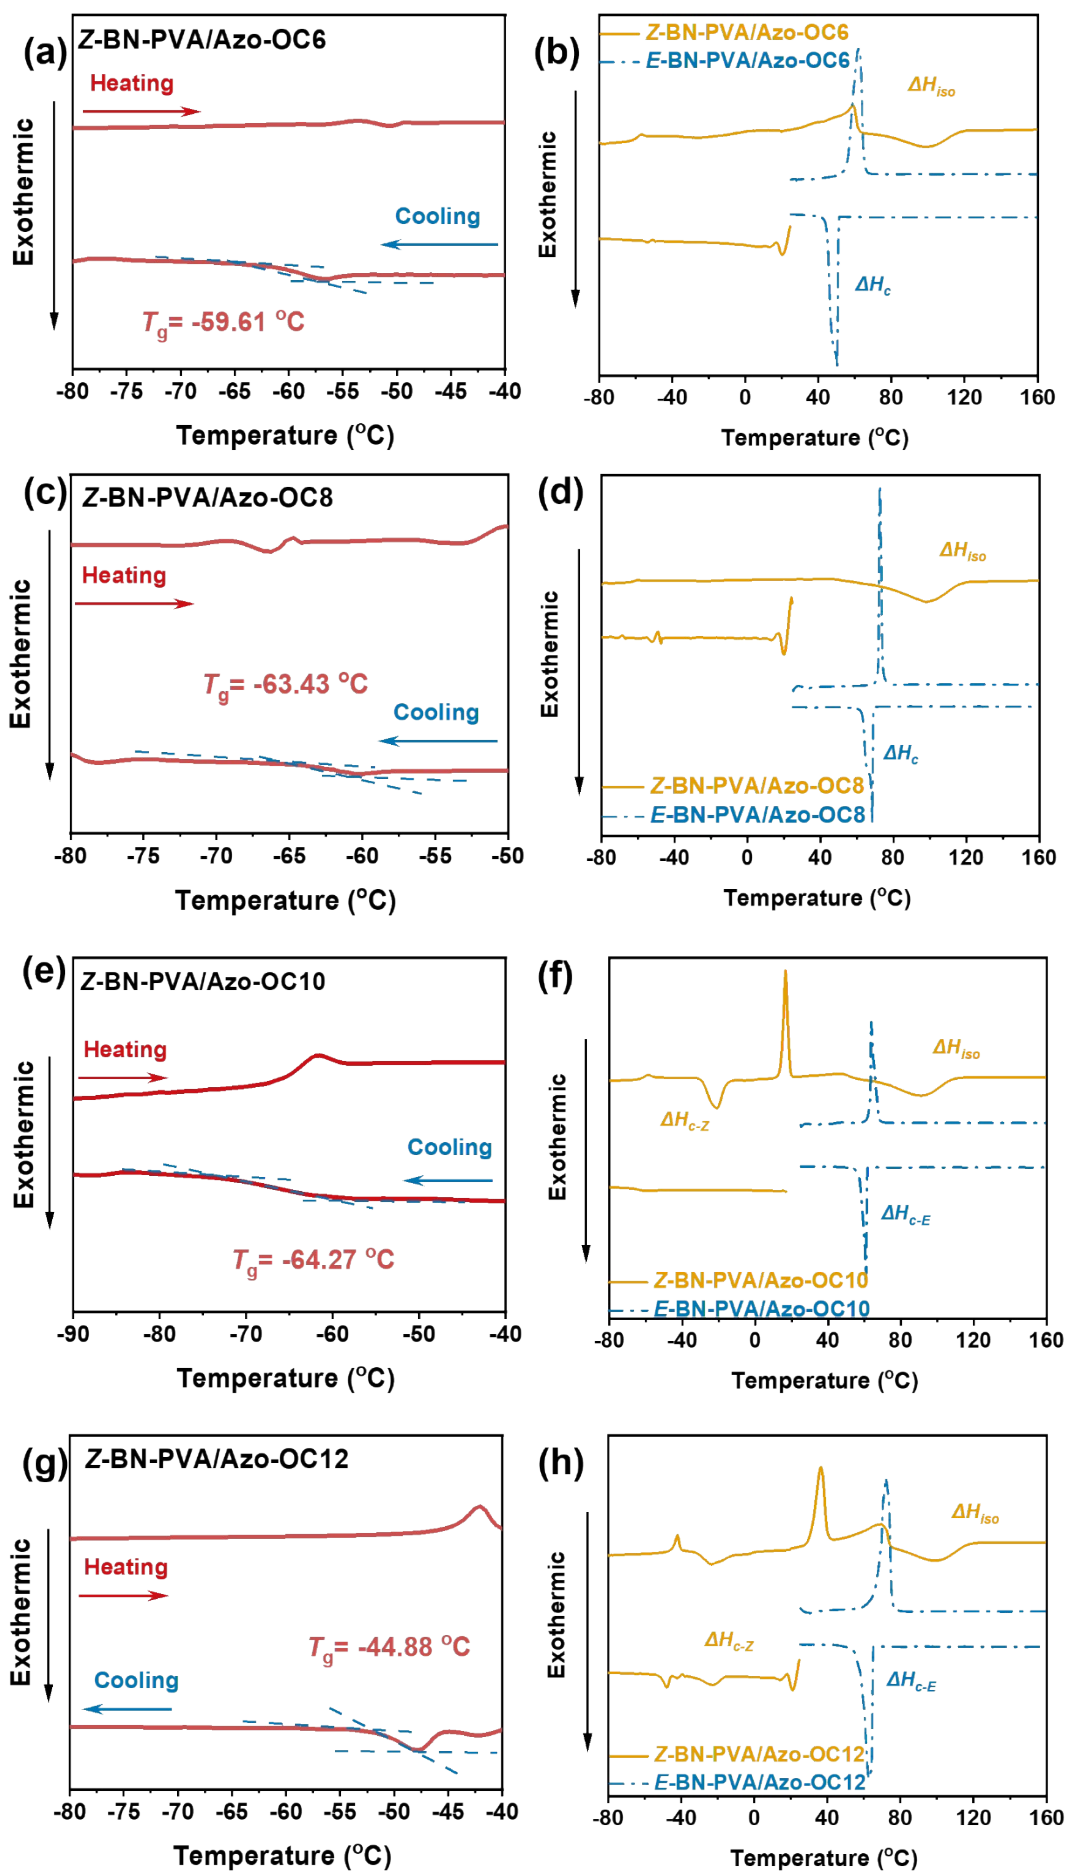 (a)
Z-BN-PVA/Azo-OC6
Heating
Cooling
Tg= -59.61 °C
Exothermic
-80 -75 -70 -65 -60 -55 -50 -45 -40
Temperature (°C)
(b)
Z-BN-PVA/Azo-OC6
E-BN-PVA/Azo-OC6
ΔHiso
ΔHc
Exothermic
-80 -40 0 40 80 120 160
Temperature (°C)
(c)
Z-BN-PVA/Azo-OC8
Heating
Tg= -63.43 °C
Cooling
Exothermic
-80 -75 -70 -65 -60 -55 -50
Temperature (°C)
(d)
ΔHiso
ΔHc
Z-BN-PVA/Azo-OC8
E-BN-PVA/Azo-OC8
Exothermic
-80 -40 0 40 80 120 160
Temperature (°C)
(e)
Z-BN-PVA/Azo-OC10
Heating
Cooling
Tg= -64.27 °C
Exothermic
-90 -80 -70 -60 -50 -40
Temperature (°C)
(f)
ΔHiso
ΔHc-Z
ΔHc-E
Z-BN-PVA/Azo-OC10
E-BN-PVA/Azo-OC10
Exothermic
-80 -40 0 40 80 120 160
Temperature (°C)
(g)
Z-BN-PVA/Azo-OC12
Heating
Tg= -44.88 °C
Cooling
Exothermic
-80 -75 -70 -65 -60 -55 -50 -45 -40
Temperature (°C)
(h)
ΔHiso
ΔHc-Z
ΔHc-E
Z-BN-PVA/Azo-OC12
E-BN-PVA/Azo-OC12
Exothermic
-80 -40 0 40 80 120 160
Temperature (°C)